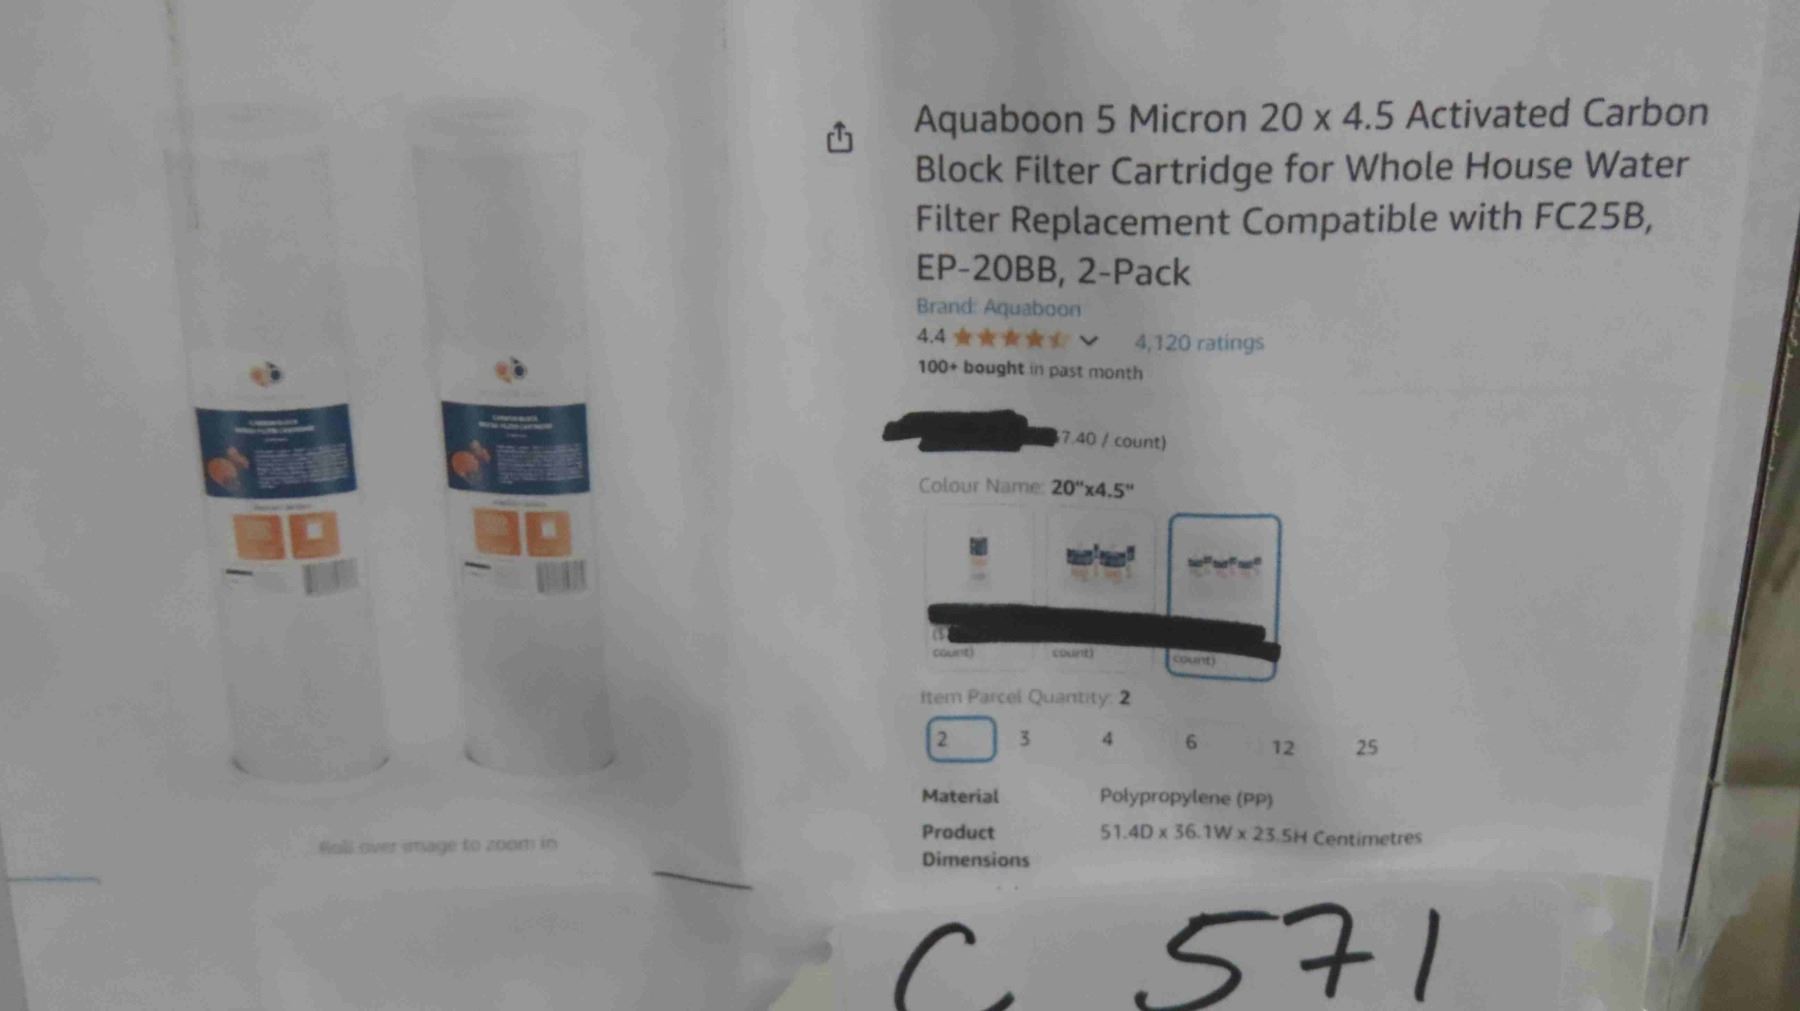 Aquaboon 5 Micron 20 x 4.5 Activated Carbon
Block Filter Cartridge for Whole House Water
Filter Replacement Compatible with FC25B,
EP-20BB, 2-Pack
Brand: Aquaboon
4.4 4,120 ratings
100+ bought in past month
7.40 / count)
Colour Name: 20"x4.5"
($
count) count) count)
Item Parcel Quantity: 2
2 3 4 6 12 25
Material Polypropylene (PP)
Product 51.4D x 36.1W x 23.5H Centimetres
Dimensions
Roll over image to zoom in
C 571